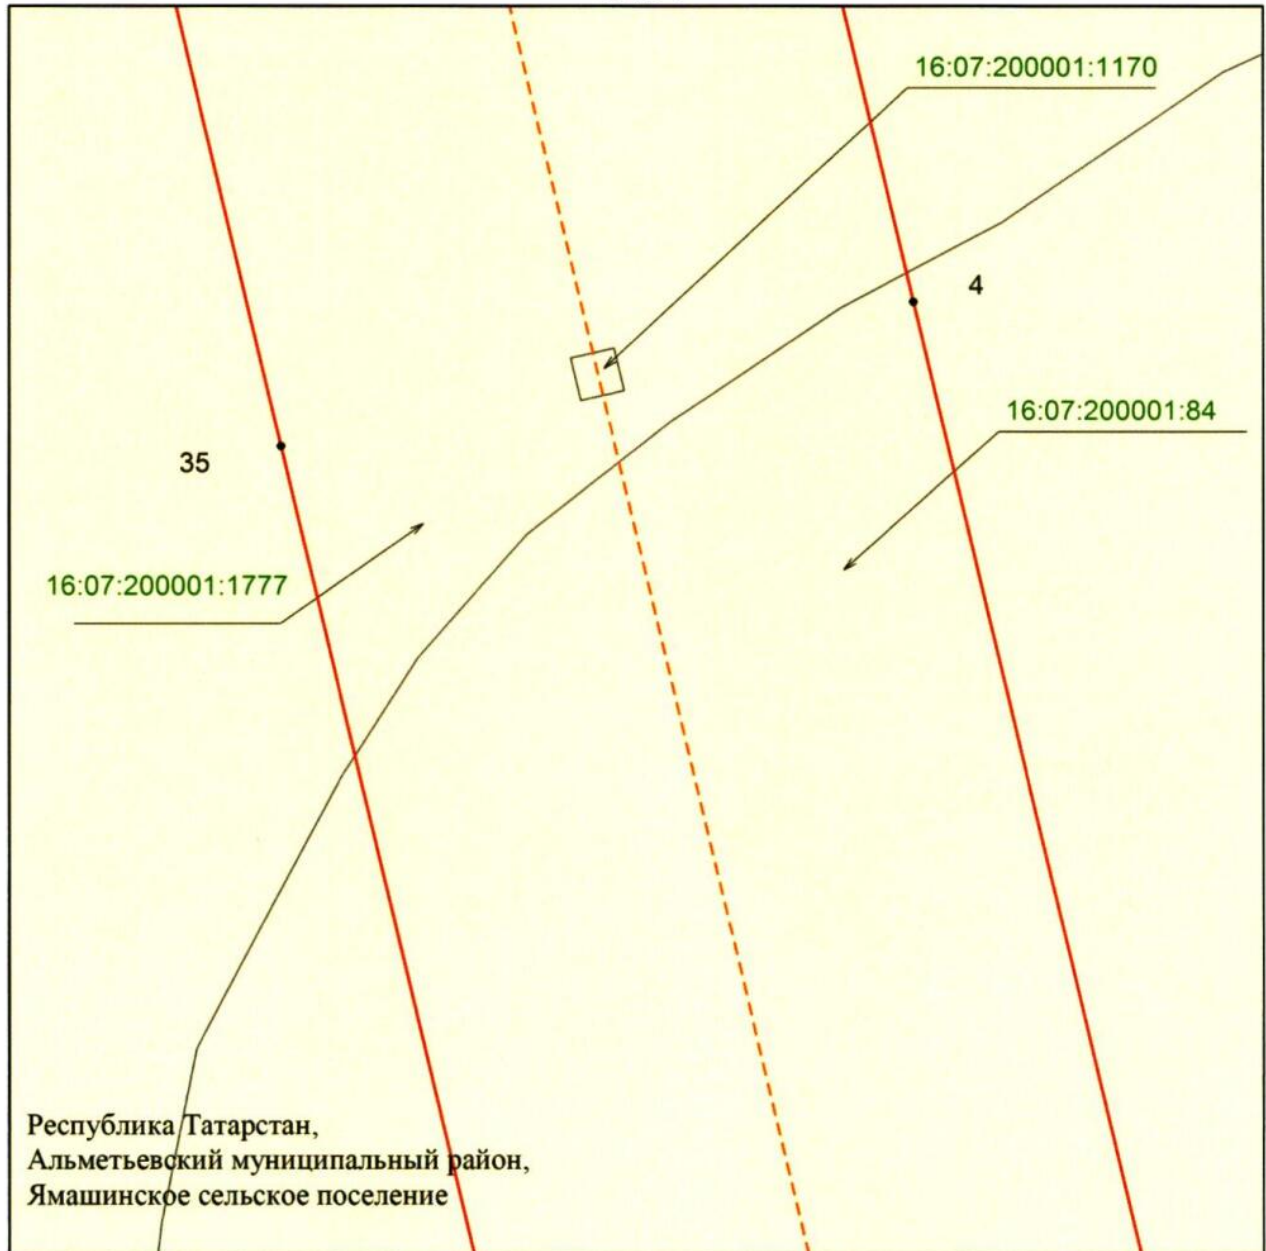 16:07:200001:1170
4
16:07:200001:84
35
16:07:200001:1777
Республика Татарстан,
Альметьевский муниципальный район,
Ямашинское сельское поселение